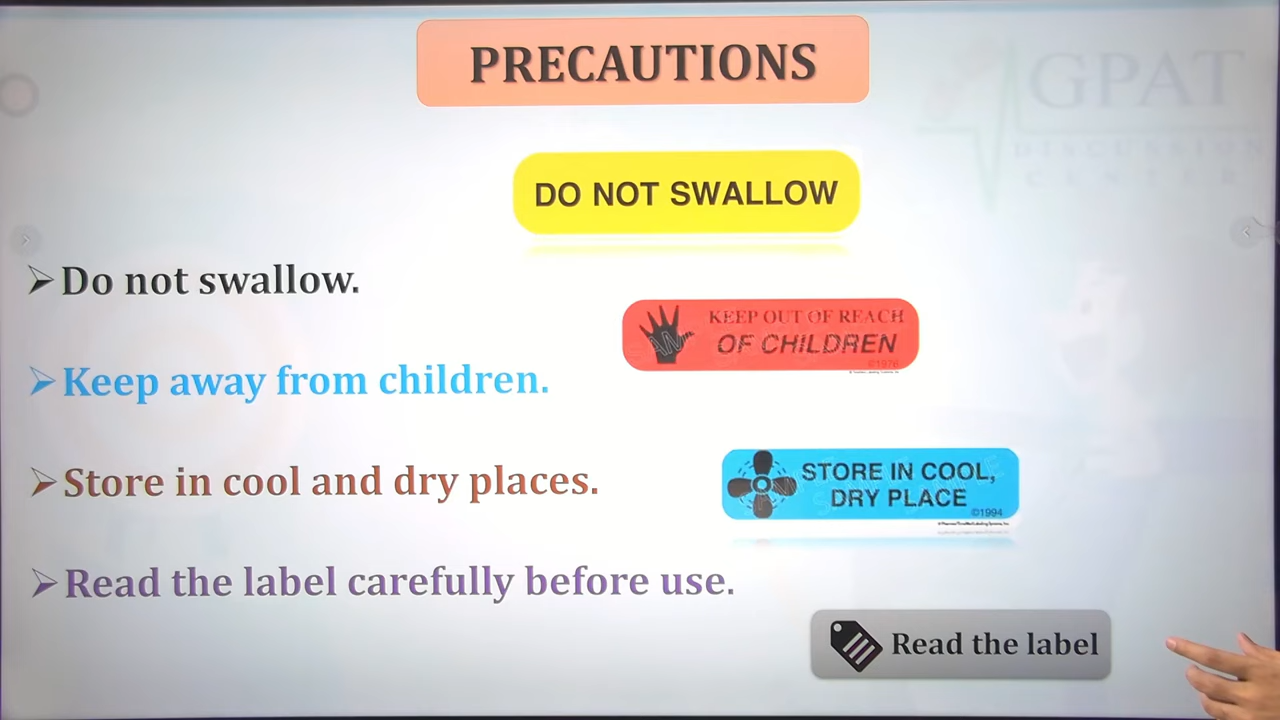 PRECAUTIONS
GPAT
DISCUSSION
CENTER
DO NOT SWALLOW
➢Do not swallow.
KEEP OUT OF REACH
OF CHILDREN
©1976
➢Keep away from children.
➢Store in cool and dry places.
STORE IN COOL,
DRY PLACE
©1994
➢Read the label carefully before use.
Read the label